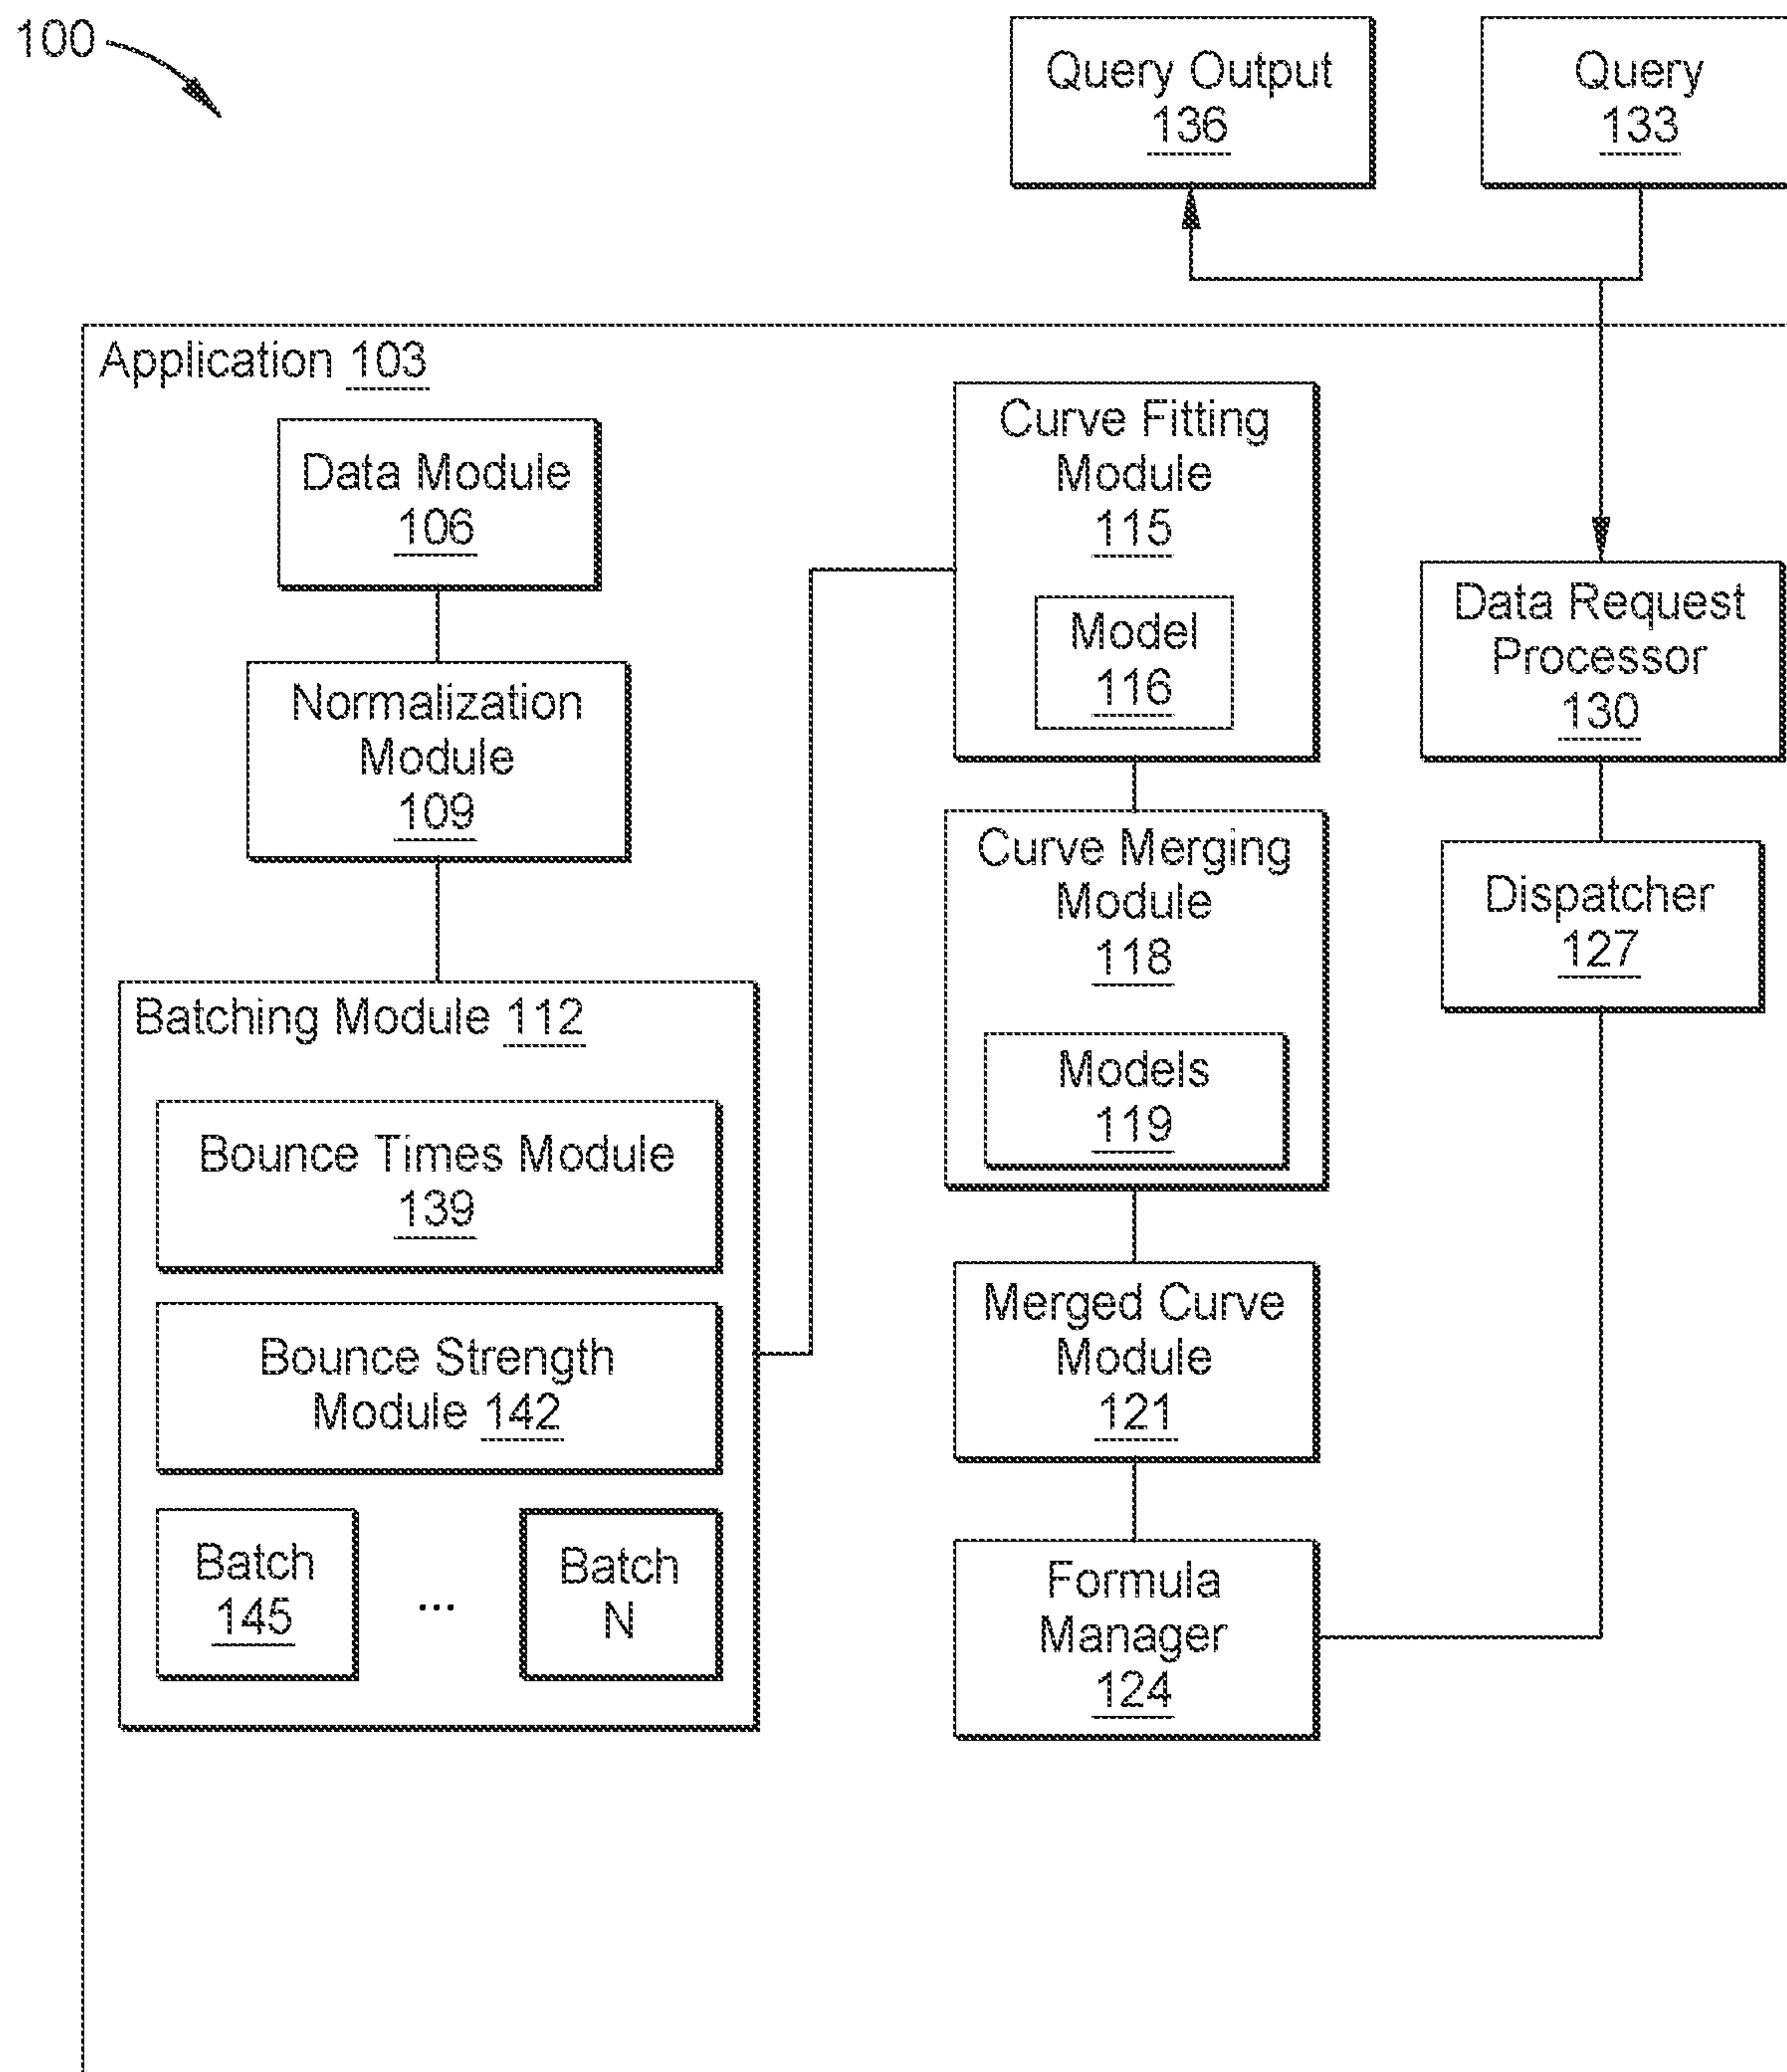 100
Query Output
136
Query
133
Application 103
Data Module
106
Normalization
Module
109
Batching Module 112
Bounce Times Module
139
Bounce Strength
Module 142
Batch
145
...
Batch
N
Curve Fitting
Module
115
Model
116
Curve Merging
Module
118
Models
119
Merged Curve
Module
121
Formula
Manager
124
Data Request
Processor
130
Dispatcher
127